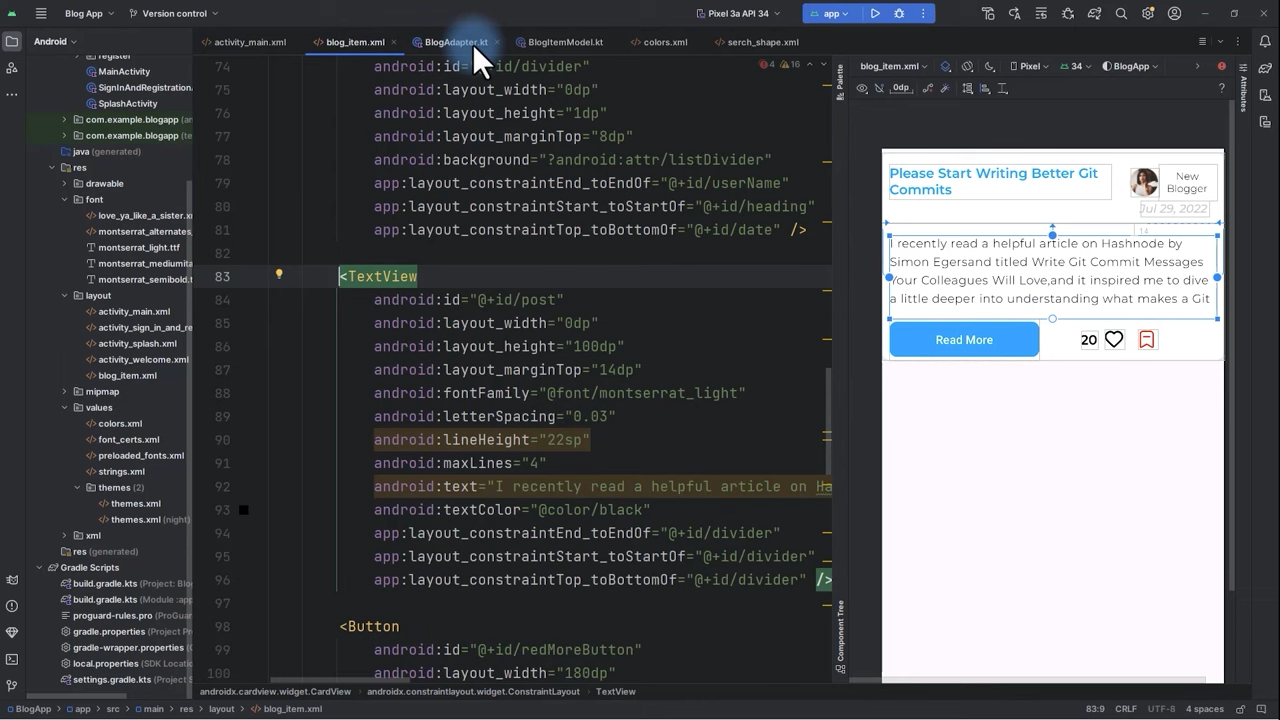 Blog App
Version control
Pixel 3a API 34
app
Android
activity_main.xml
blog_item.xml
BlogAdapter.kt
BlogItemModel.kt
colors.xml
serch_shape.xml
MainActivity
SignInAndRegistration
SplashActivity
com.example.blogapp (an
com.example.blogapp (te
java (generated)
res
drawable
font
love_ya_like_a_sister.x
montserrat_alternates_
montserrat_light.ttf
montserrat_mediumita
montserrat_semibold.t
layout
activity_main.xml
activity_sign_in_and_re
activity_splash.xml
activity_welcome.xml
blog_item.xml
mipmap
values
colors.xml
font_certs.xml
preloaded_fonts.xml
strings.xml
themes (2)
themes.xml
themes.xml (night)
xml
res (generated)
Gradle Scripts
build.gradle.kts (Project: Blo
build.gradle.kts (Module :app
proguard-rules.pro (ProGua
gradle.properties (Project P
gradle-wrapper.properties
local.properties (SDK Locatio
settings.gradle.kts (Project
74 android:id="@+id/divider"
75 android:layout_width="0dp"
76 android:layout_height="1dp"
77 android:layout_marginTop="8dp"
78 android:background="?android:attr/listDivider"
79 app:layout_constraintEnd_toEndOf="@+id/userName"
80 app:layout_constraintStart_toStartOf="@+id/heading"
81 app:layout_constraintTop_toBottomOf="@+id/date" />
82
83 <TextView
84 android:id="@+id/post"
85 android:layout_width="0dp"
86 android:layout_height="100dp"
87 android:layout_marginTop="14dp"
88 android:fontFamily="@font/montserrat_light"
89 android:letterSpacing="0.03"
90 android:lineHeight="22sp"
91 android:maxLines="4"
92 android:text="I recently read a helpful article on Ha
93 android:textColor="@color/black"
94 app:layout_constraintEnd_toEndOf="@+id/divider"
95 app:layout_constraintStart_toStartOf="@+id/divider"
96 app:layout_constraintTop_toBottomOf="@+id/divider" />
97
98 <Button
99 android:id="@+id/redMoreButton"
100 android:layout_width="180dp"
4 16
Palette
Component Tree
Attributes
blog_item.xml
Pixel
34
BlogApp
0dp
Please Start Writing Better Git
Commits
New
Blogger
Jul 29, 2022
14
I recently read a helpful article on Hashnode by
Simon Egersand titled Write Git Commit Messages
Your Colleagues Will Love,and it inspired me to dive
a little deeper into understanding what makes a Git
Read More
20
androidx.cardview.widget.CardView
androidx.constraintlayout.widget.ConstraintLayout
TextView
BlogApp > app > src > main > res > layout > blog_item.xml
83:9
CRLF
UTF-8
4 spaces